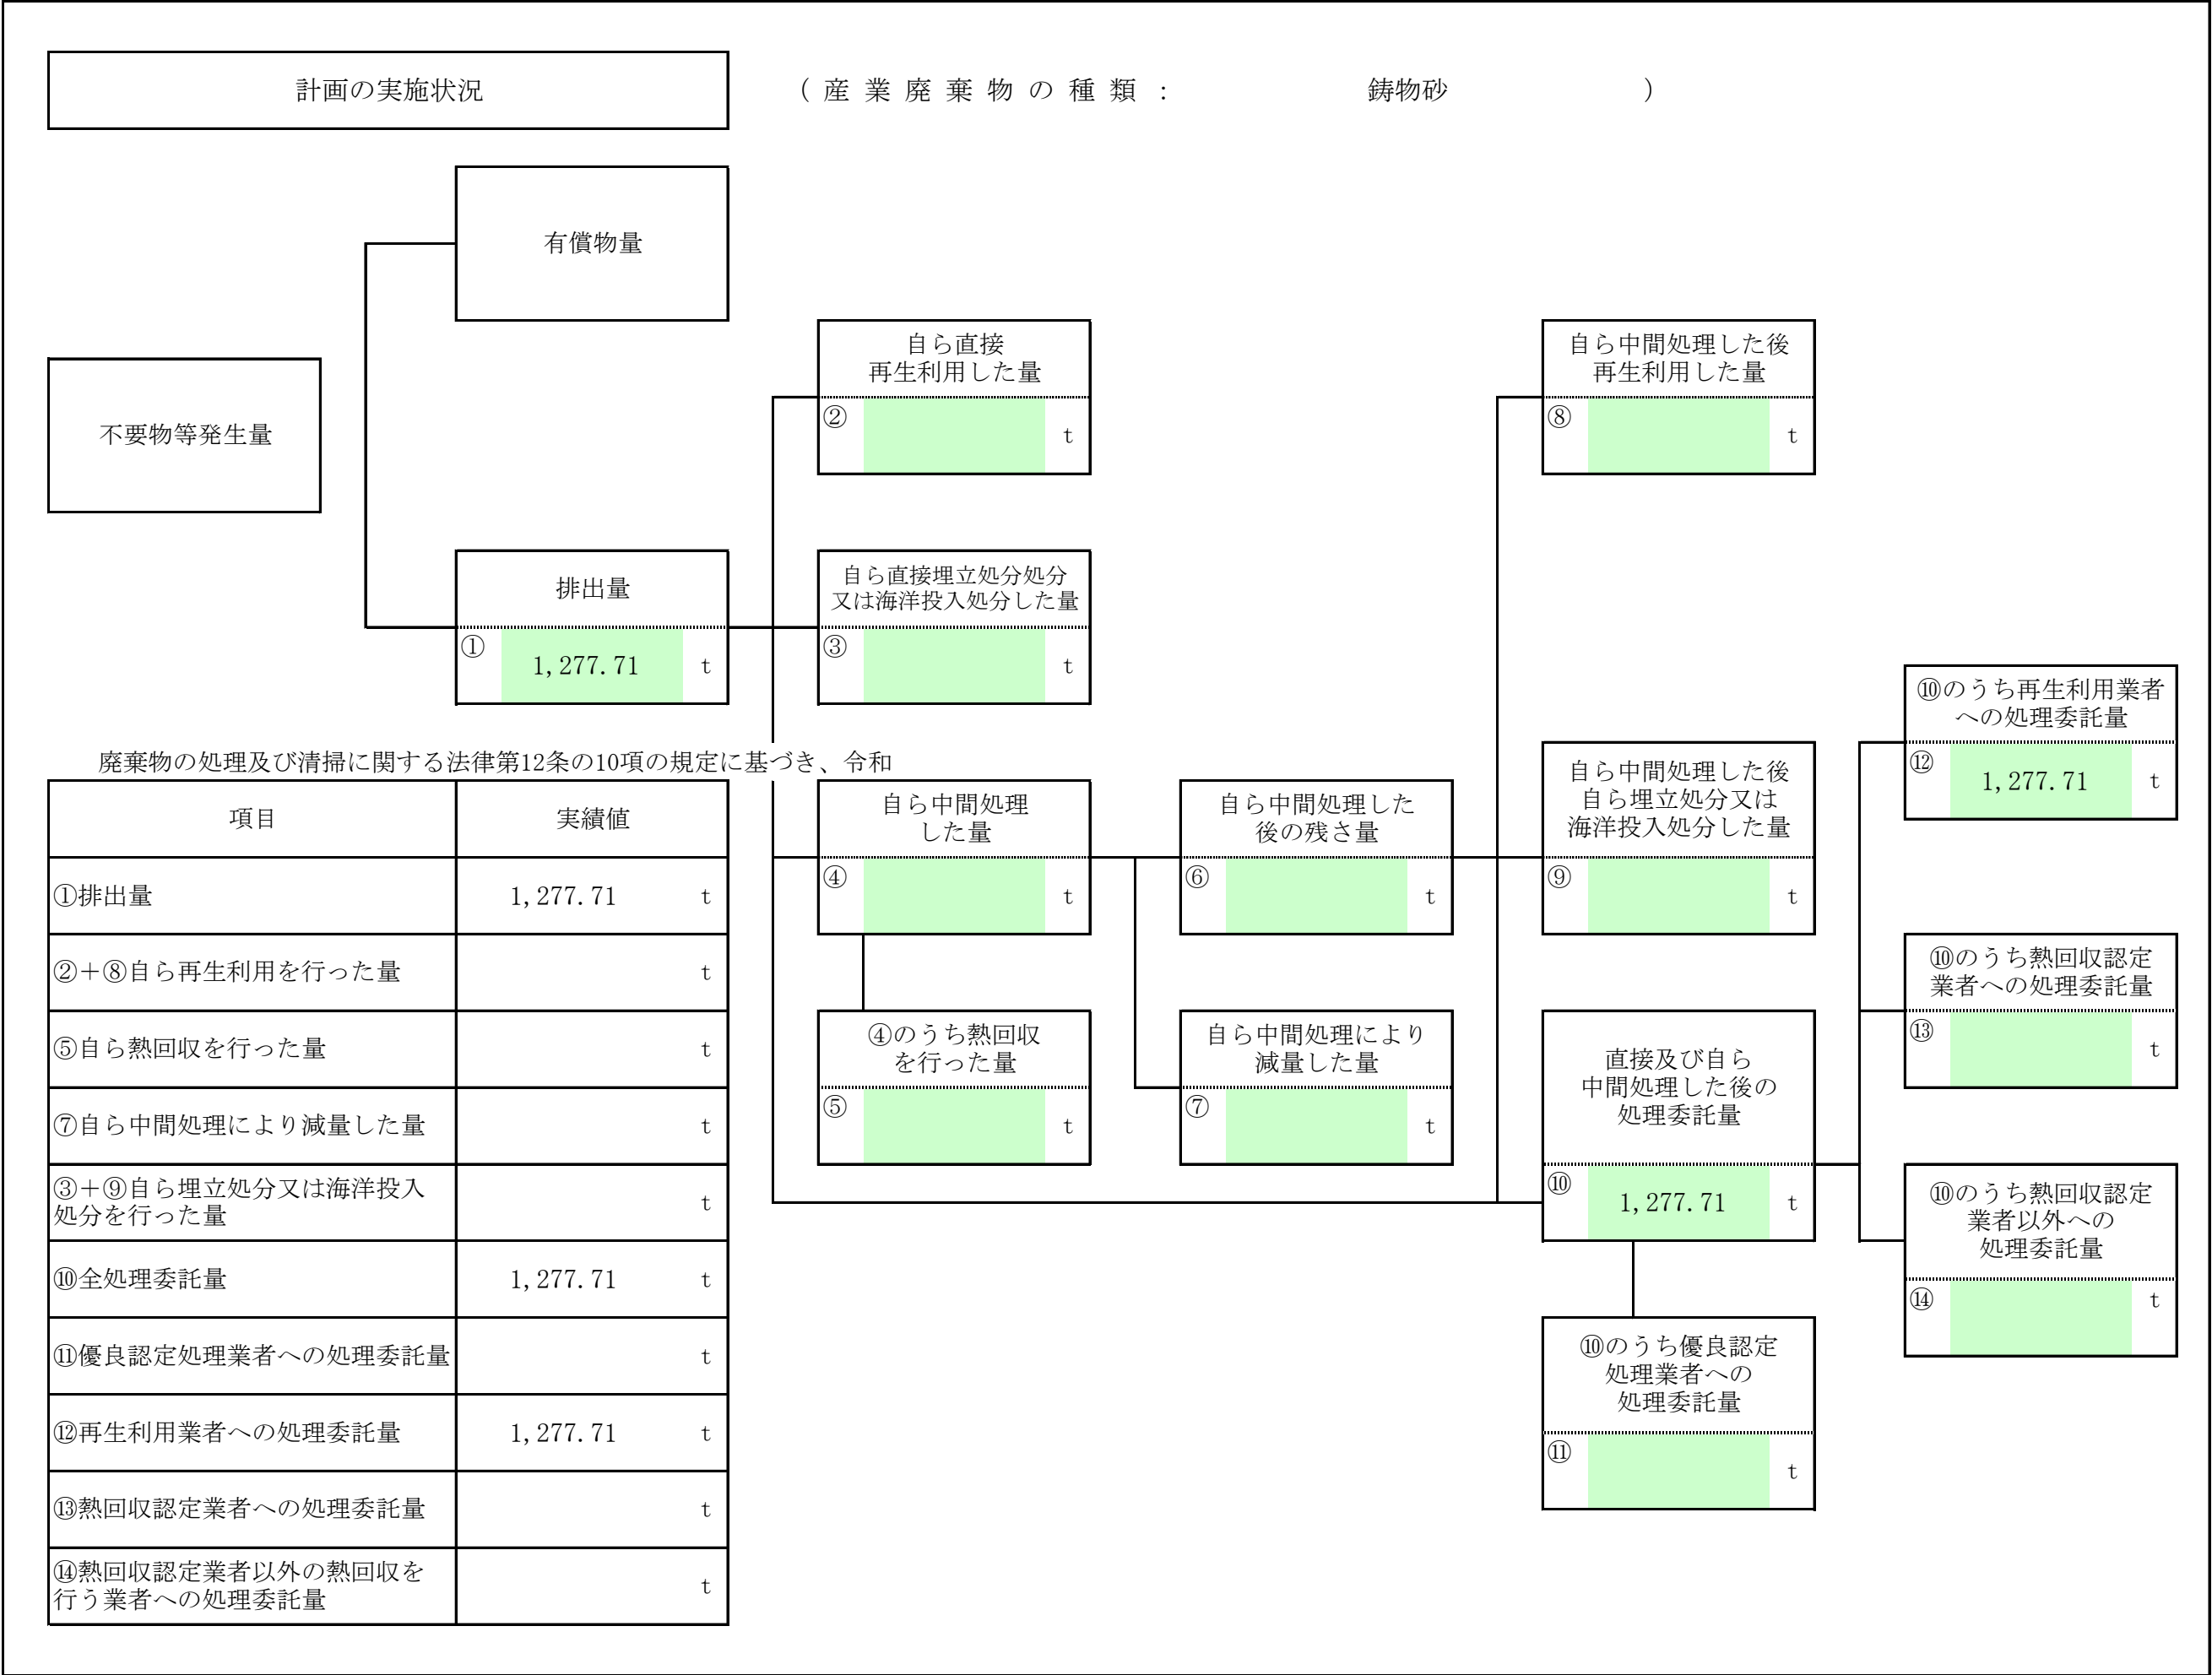 計画の実施状況
(産業廃棄物の種類: 鋳物砂 )
有償物量
不要物等発生量
自ら直接
再生利用した量
② t
自ら中間処理した後
再生利用した量
⑧ t
排出量
① 1,277.71 t
自ら直接埋立処分処分
又は海洋投入処分した量
③ t
⑩のうち再生利用業者
への処理委託量
⑫ 1,277.71 t
廃棄物の処理及び清掃に関する法律第12条の10項の規定に基づき、令和
項目 実績値
①排出量 1,277.71 t
②+⑧自ら再生利用を行った量 t
⑤自ら熱回収を行った量 t
⑦自ら中間処理により減量した量 t
③+⑨自ら埋立処分又は海洋投入
処分を行った量 t
⑩全処理委託量 1,277.71 t
⑪優良認定処理業者への処理委託量 t
⑫再生利用業者への処理委託量 1,277.71 t
⑬熱回収認定業者への処理委託量 t
⑭熱回収認定業者以外の熱回収を
行う業者への処理委託量 t
自ら中間処理
した量
④ t
自ら中間処理した
後の残さ量
⑥ t
自ら中間処理した後
自ら埋立処分又は
海洋投入処分した量
⑨ t
④のうち熱回収
を行った量
⑤ t
自ら中間処理により
減量した量
⑦ t
直接及び自ら
中間処理した後の
処理委託量
⑩ 1,277.71 t
⑩のうち熱回収認定
業者への処理委託量
⑬ t
⑩のうち熱回収認定
業者以外への
処理委託量
⑭ t
⑩のうち優良認定
処理業者への
処理委託量
⑪ t